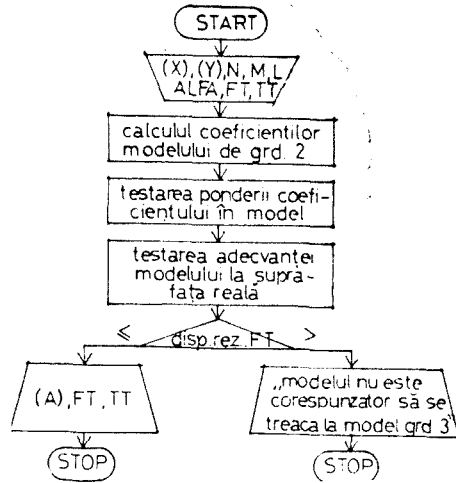 START
(X), (Y), N, M, L
ALFA, FT, TT
calculul coeficientilor
modelului de grd. 2
testarea ponderii coefi-
cientului în model
testarea adecvanței
modelului la supra-
fața reală
≤ disp. rez. FT >
(A), FT, TT
„modelul nu este
corespunzator să se
treaca la model grd 3"
STOP
STOP